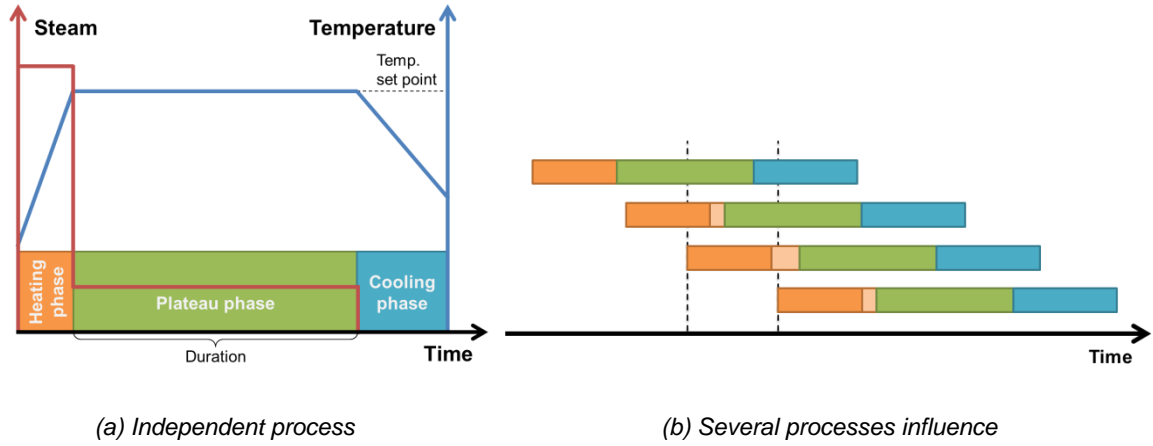 Steam
Temperature
Temp.
set point
Heating
phase
Plateau phase
Cooling
phase
Duration
Time
Time
(a) Independent process
(b) Several processes influence